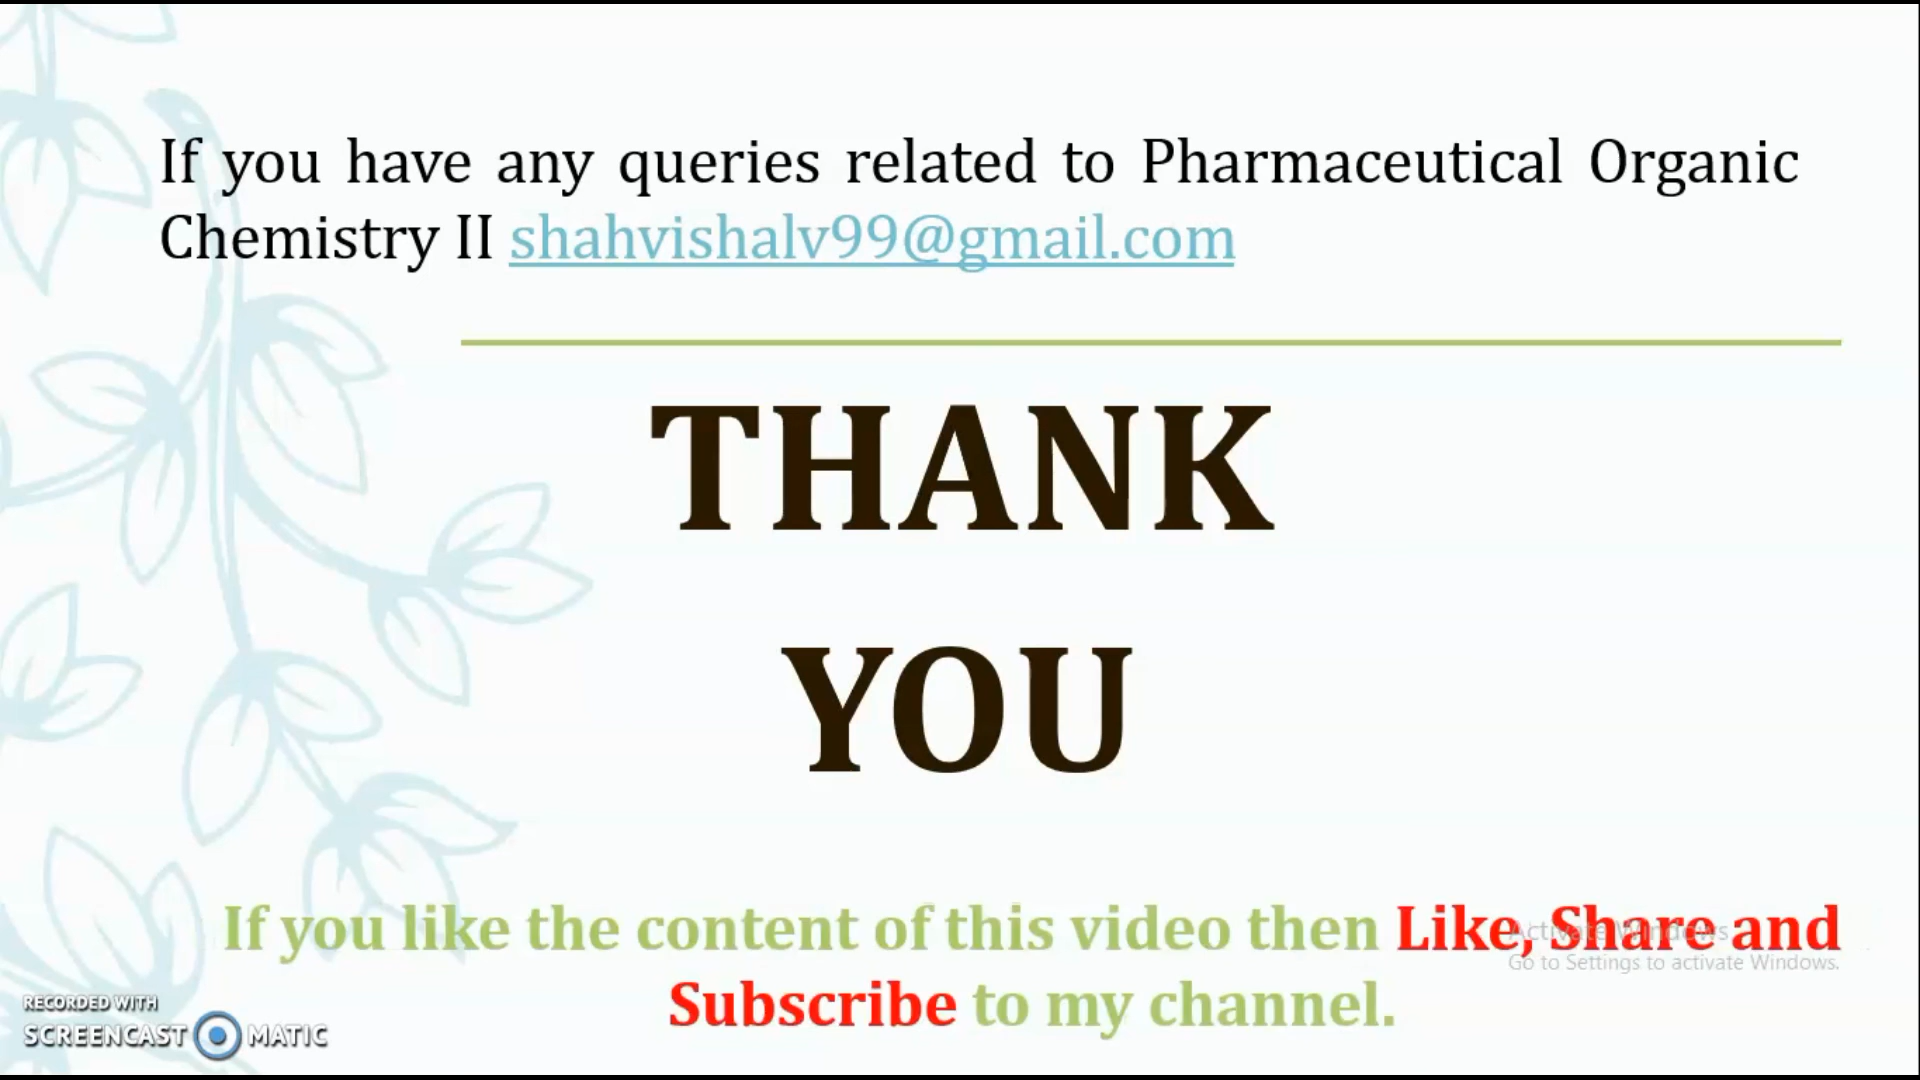 If you have any queries related to Pharmaceutical Organic
Chemistry II shahvishalv99@gmail.com
THANK
YOU
If you like the content of this video then Like, Share and
Subscribe to my channel.
Activate Windows
Go to Settings to activate Windows.
RECORDED WITH
SCREENCAST MATIC